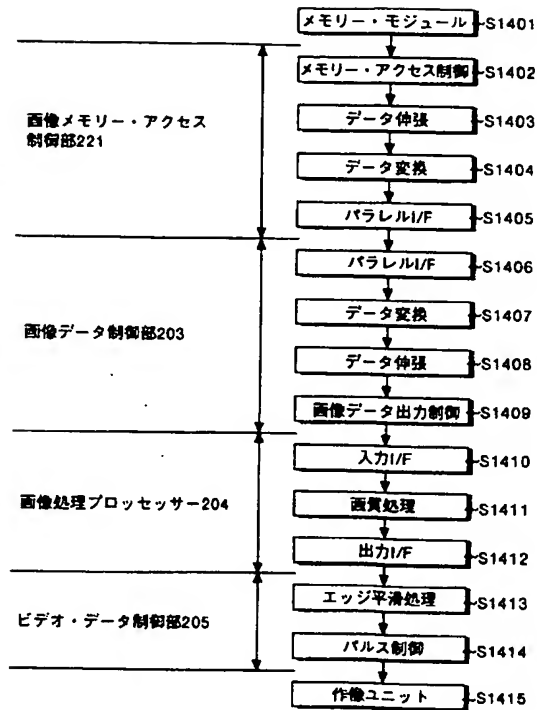 メモリー・モジュール S1401
メモリー・アクセス制御 S1402
データ伸張 S1403
画像メモリー・アクセス
制御部221
データ変換 S1404
パラレルI/F S1405
パラレルI/F S1406
データ変換 S1407
画像データ制御部203
データ伸張 S1408
画像データ出力制御 S1409
入力I/F S1410
画像処理プロッセッサー204
画質処理 S1411
出力I/F S1412
エッジ平滑処理 S1413
ビデオ・データ制御部205
パルス制御 S1414
作像ユニット S1415